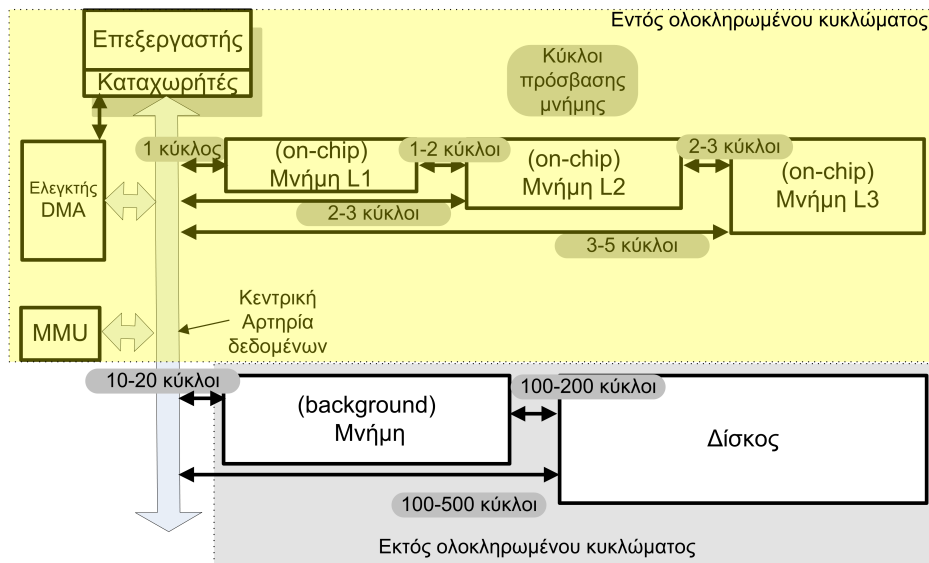 Εντός ολοκληρωμένου κυκλώματος
Επεξεργαστής
Καταχωρήτές
Κύκλοι
πρόσβασης
μνήμης
1 κύκλος
(on-chip)
Μνήμη L1
1-2 κύκλοι
(on-chip)
Μνήμη L2
2-3 κύκλοι
(on-chip)
Μνήμη L3
Ελεγκτής
DMA
2-3 κύκλοι
3-5 κύκλοι
Κεντρική
Αρτηρία
δεδομένων
MMU
10-20 κύκλοι
(background)
Μνήμη
100-200 κύκλοι
Δίσκος
100-500 κύκλοι
Εκτός ολοκληρωμένου κυκλώματος